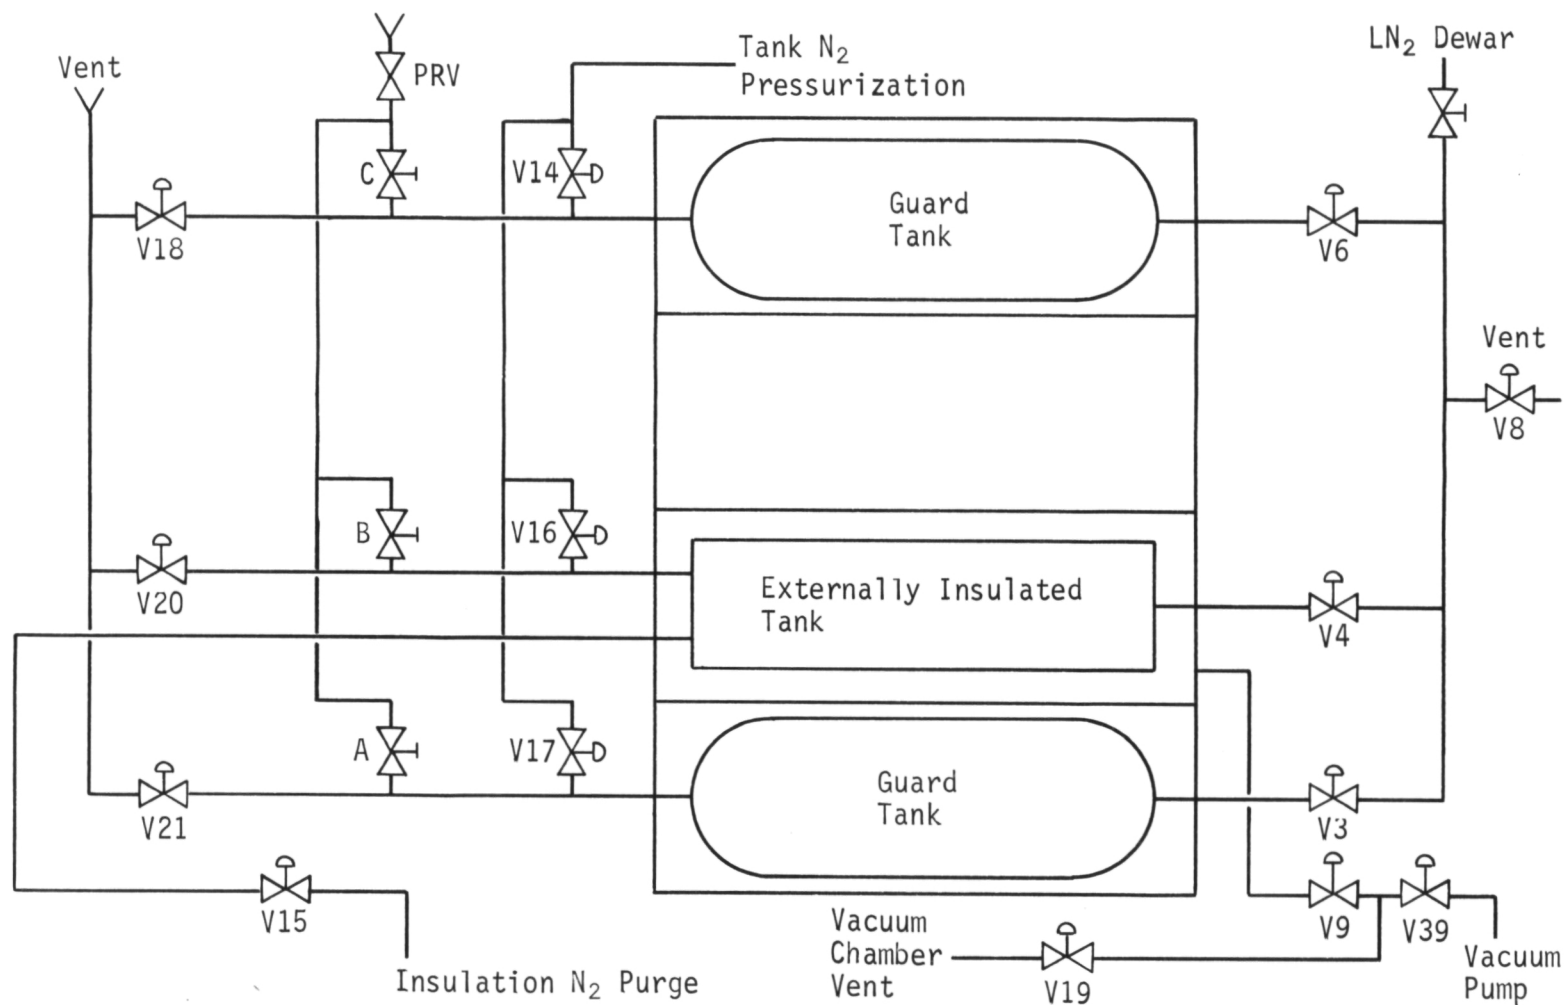 Vent
PRV
Tank N2
Pressurization
LN2 Dewar
C
V14
Guard
Tank
V18
V6
Vent
V8
B
V16
V20
Externally Insulated
Tank
V4
A
V17
Guard
Tank
V21
V3
V15
Insulation N2 Purge
Vacuum
Chamber
Vent
V19
V9
V39
Vacuum
Pump